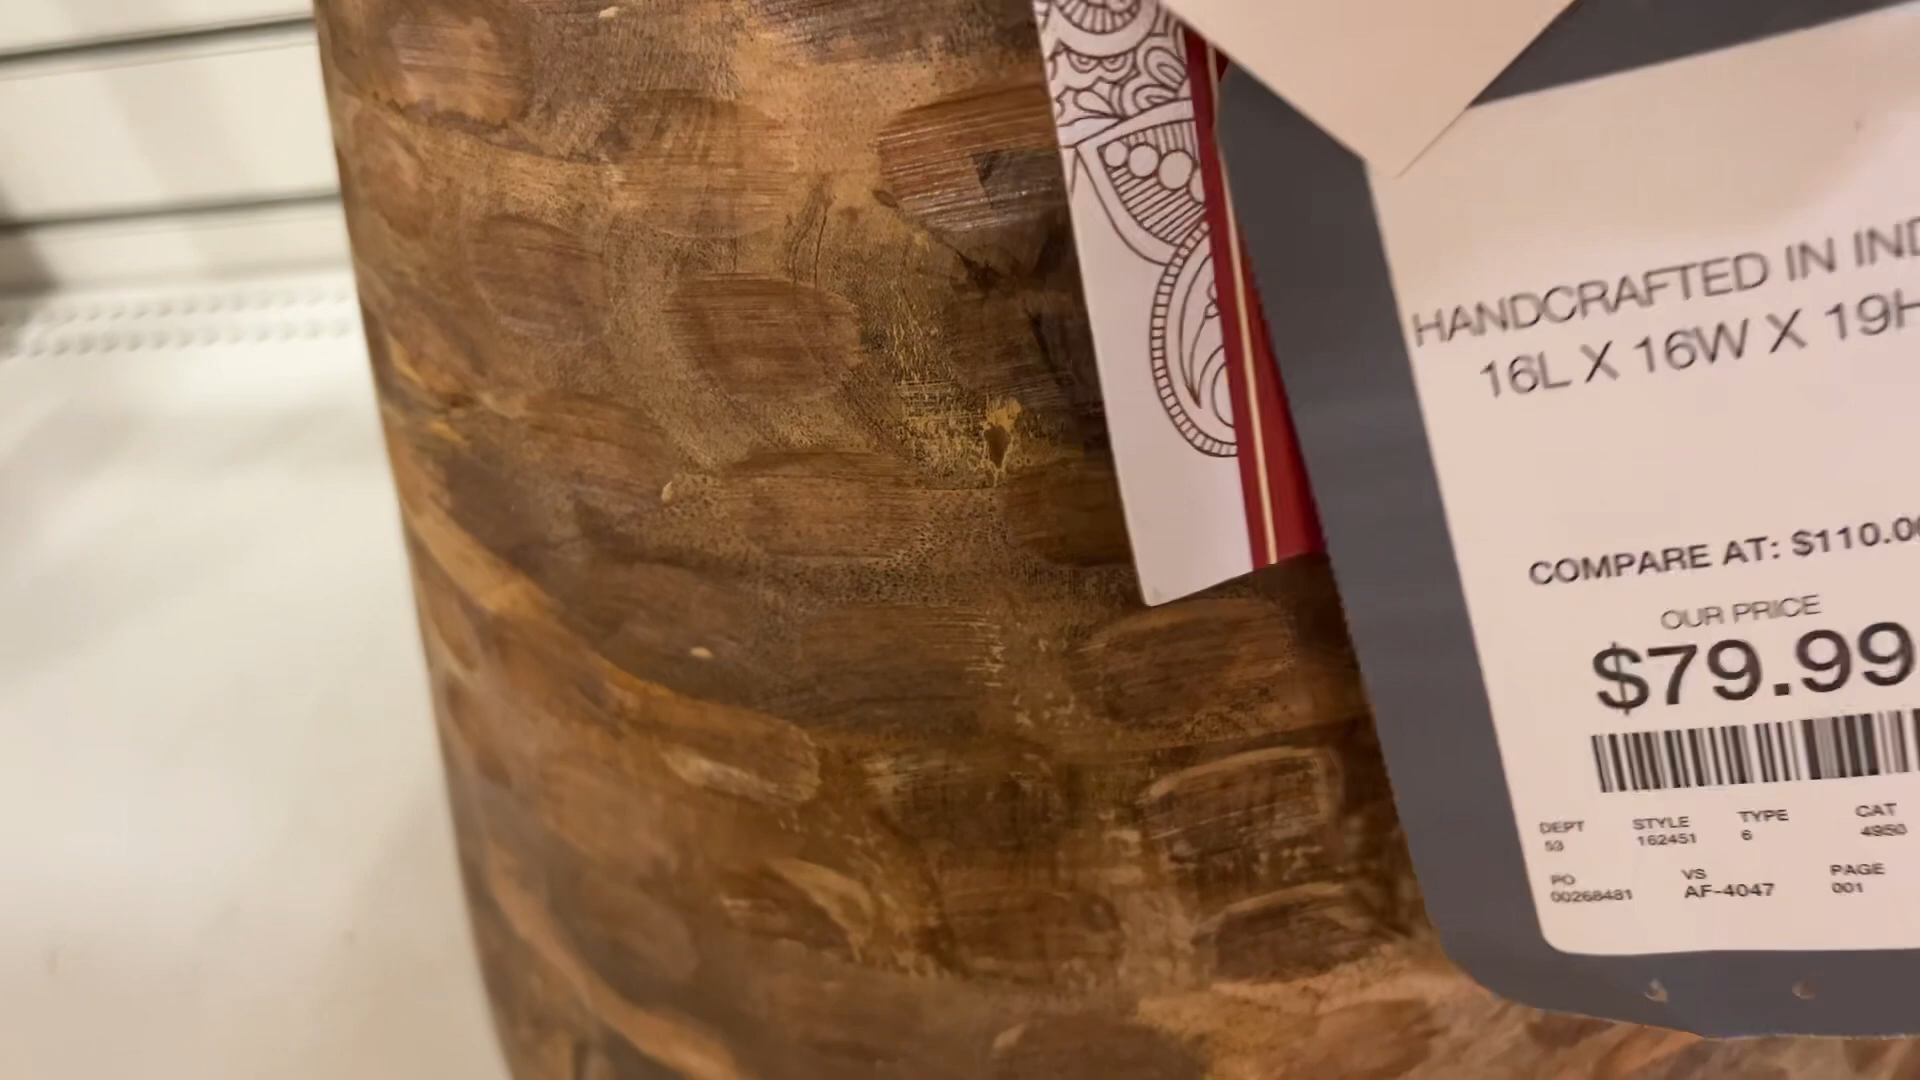 HANDCRAFTED IN IND
16L X 16W X 19H
COMPARE AT: $110.00
OUR PRICE
$79.99
DEPT STYLE TYPE CAT
53 162451 6 4950
PO VS PAGE
00268481 AF-4047 001